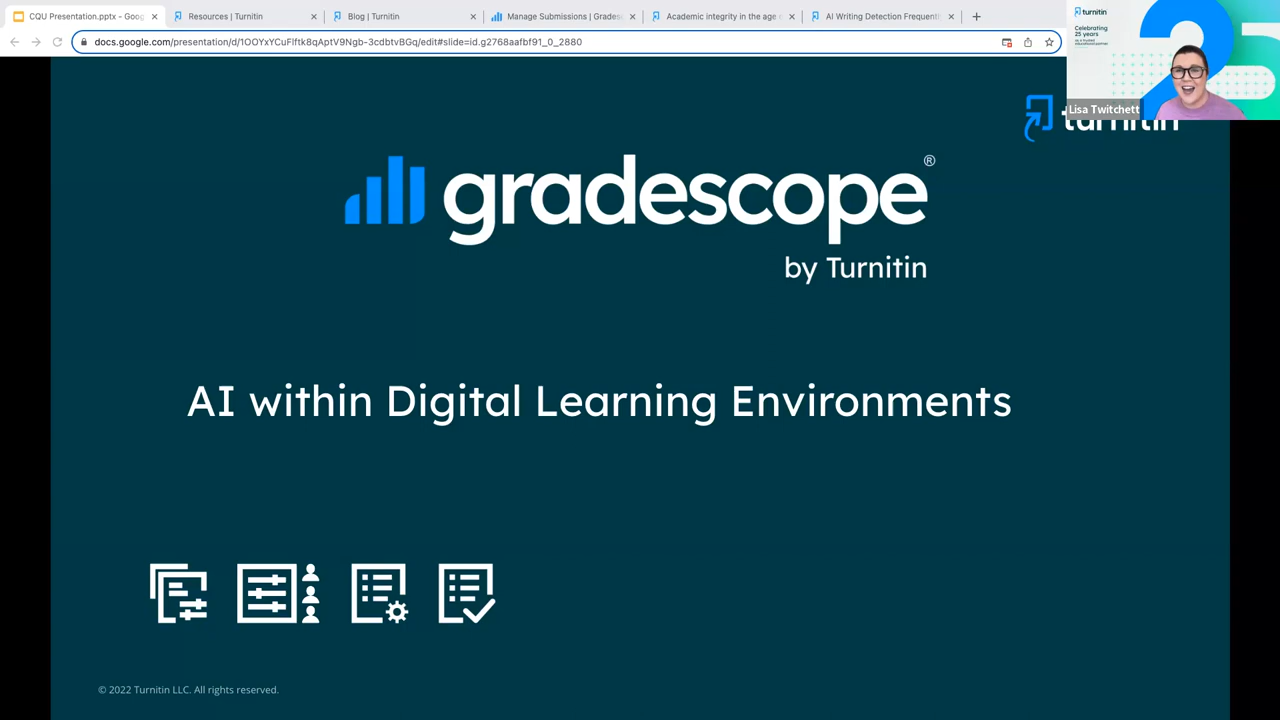 CQU Presentation.pptx - Goog
Resources | Turnitin
Blog | Turnitin
Manage Submissions | Grades
Academic integrity in the age
AI Writing Detection Frequent
docs.google.com/presentation/d/1OOYxYCuFlftk8qAptV9Ngb-3cdbtvBGq/edit#slide=id.g2768aafbf91_0_2880
turnitin
Celebrating
25 years
Lisa Twitchett
turnitin
gradescope®
by Turnitin
AI within Digital Learning Environments
© 2022 Turnitin LLC. All rights reserved.